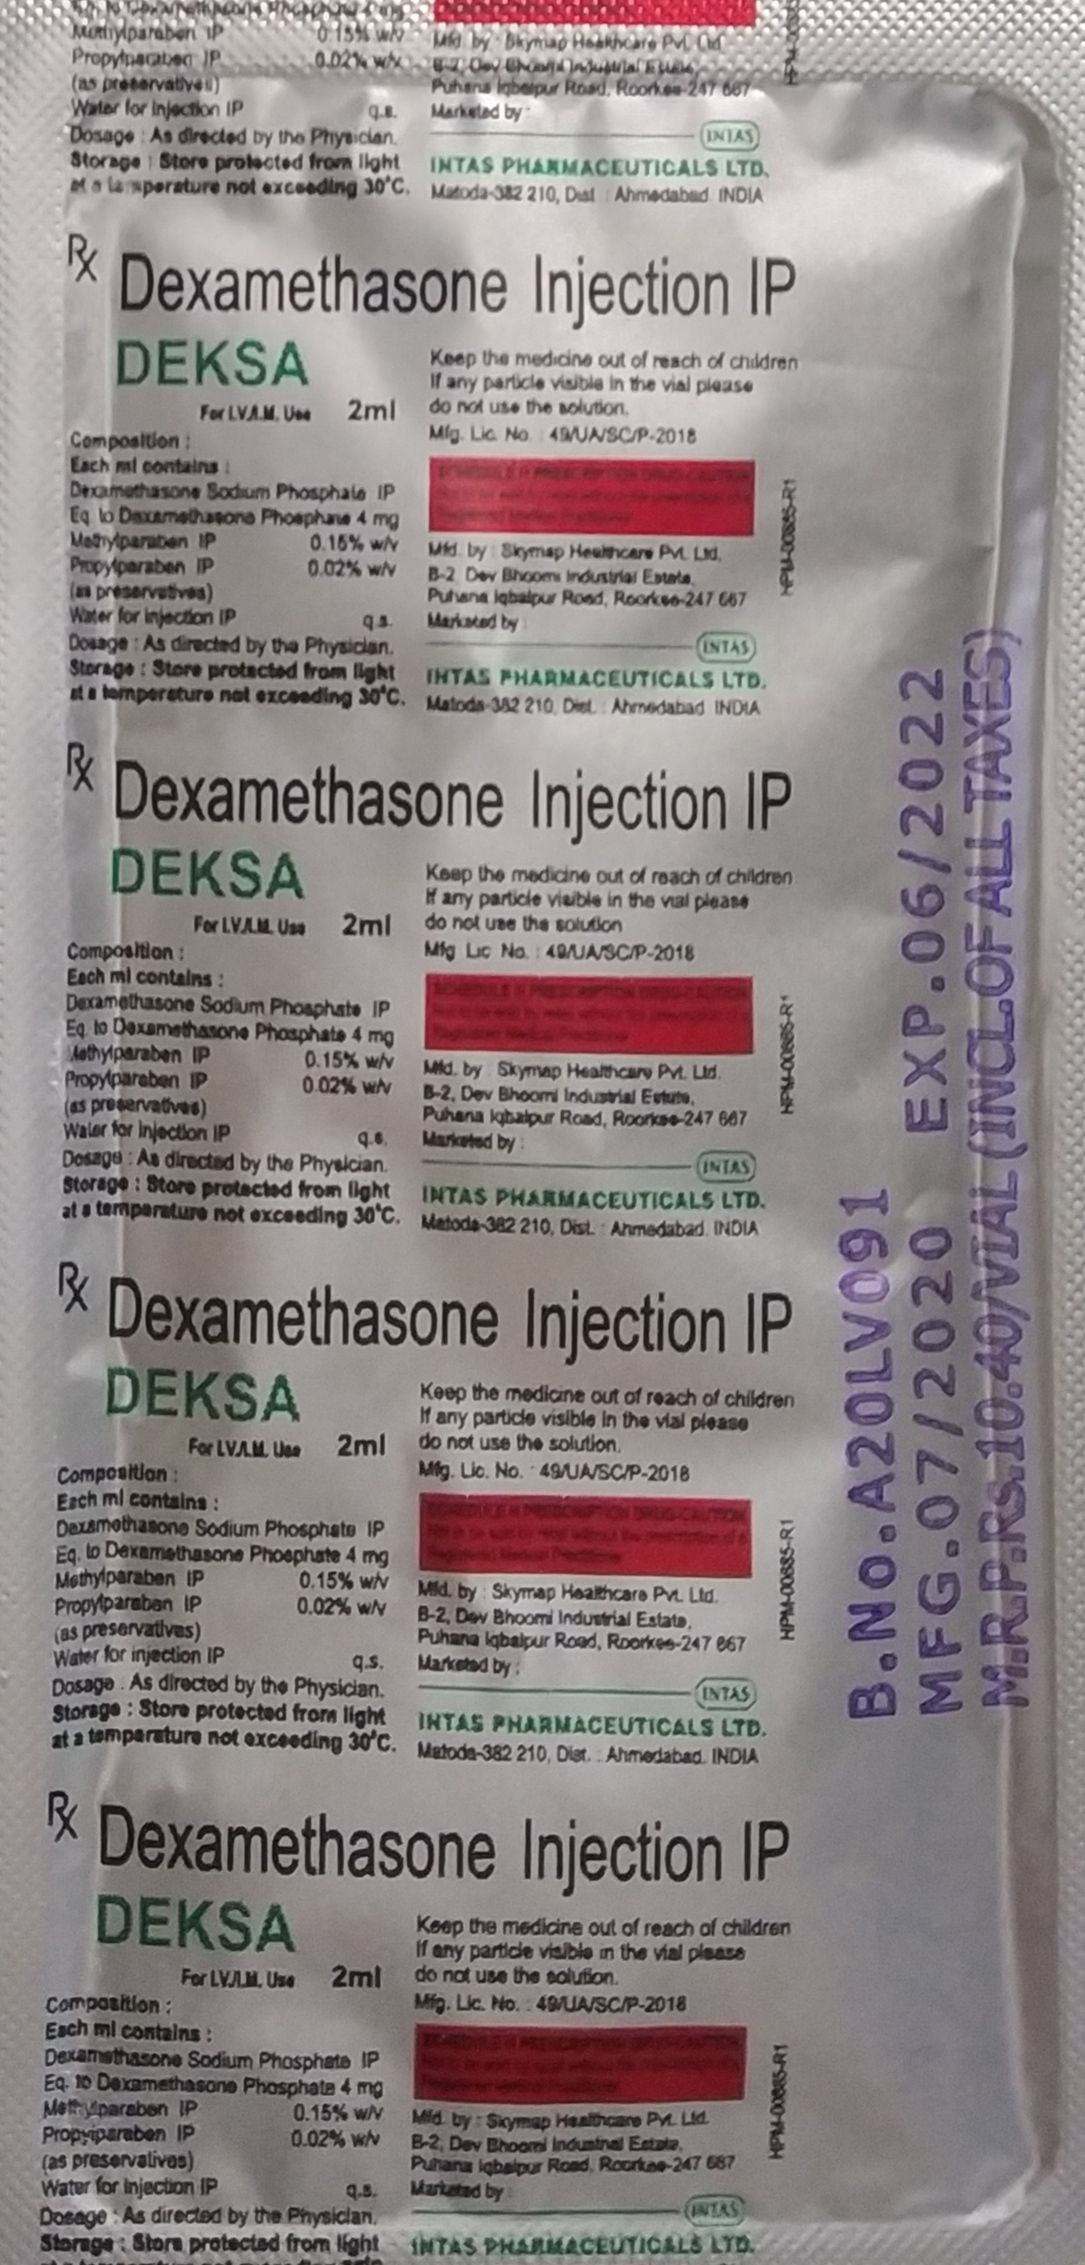 Methylparaben IP 0.15% w/v
Propylparaben IP 0.02% w/v
(as preservatives)
Water for Injection IP q.s.
Dosage : As directed by the Physician.
Storage : Store protected from light
at a temperature not exceeding 30°C.
Mfd. by : Skymap Healthcare Pvt. Ltd.
B-2, Dev Bhoomi Industrial Estate,
Puhana Iqbalpur Road, Roorkee-247 667
Marketed by :
INTAS
INTAS PHARMACEUTICALS LTD.
Matoda-382 210, Dist. : Ahmedabad. INDIA
Rx Dexamethasone Injection IP
DEKSA
For I.V./I.M. Use 2ml
Composition :
Each ml contains :
Dexamethasone Sodium Phosphate IP
Eq. to Dexamethasone Phosphate 4 mg
Methylparaben IP 0.15% w/v
Propylparaben IP 0.02% w/v
(as preservatives)
Water for injection IP q.s.
Dosage : As directed by the Physician.
Storage : Store protected from light
at a temperature not exceeding 30°C.
Keep the medicine out of reach of children
If any particle visible in the vial please
do not use the solution.
Mfg. Lic. No. : 49/UA/SC/P-2018
SCHEDULE H PRESCRIPTION DRUG-CAUTION
Mfd. by : Skymap Healthcare Pvt. Ltd.
B-2, Dev Bhoomi Industrial Estate,
Puhana Iqbalpur Road, Roorkee-247 667
Marketed by :
INTAS
INTAS PHARMACEUTICALS LTD.
Matoda-382 210, Dist. : Ahmedabad. INDIA
HPM-00885-R1
Rx Dexamethasone Injection IP
DEKSA
For I.V./I.M. Use 2ml
Composition :
Each ml contains :
Dexamethasone Sodium Phosphate IP
Eq. to Dexamethasone Phosphate 4 mg
Methylparaben IP 0.15% w/v
Propylparaben IP 0.02% w/v
(as preservatives)
Water for injection IP q.s.
Dosage : As directed by the Physician.
Storage : Store protected from light
at a temperature not exceeding 30°C.
Keep the medicine out of reach of children
If any particle visible in the vial please
do not use the solution
Mfg. Lic. No. : 49/UA/SC/P-2018
SCHEDULE H PRESCRIPTION DRUG-CAUTION
Mfd. by : Skymap Healthcare Pvt. Ltd.
B-2, Dev Bhoomi Industrial Estate,
Puhana Iqbalpur Road, Roorkee-247 667
Marketed by :
INTAS
INTAS PHARMACEUTICALS LTD.
Matoda-382 210, Dist. : Ahmedabad. INDIA
HPM-00885-R1
Rx Dexamethasone Injection IP
DEKSA
For I.V./I.M. Use 2ml
Composition :
Each ml contains :
Dexamethasone Sodium Phosphate IP
Eq. to Dexamethasone Phosphate 4 mg
Methylparaben IP 0.15% w/v
Propylparaben IP 0.02% w/v
(as preservatives)
Water for injection IP q.s.
Dosage : As directed by the Physician.
Storage : Store protected from light
at a temperature not exceeding 30°C.
Keep the medicine out of reach of children
If any particle visible in the vial please
do not use the solution.
Mfg. Lic. No. : 49/UA/SC/P-2018
SCHEDULE H PRESCRIPTION DRUG-CAUTION
Mfd. by : Skymap Healthcare Pvt. Ltd.
B-2, Dev Bhoomi Industrial Estate,
Puhana Iqbalpur Road, Roorkee-247 667
Marketed by :
INTAS
INTAS PHARMACEUTICALS LTD.
Matoda-382 210, Dist. : Ahmedabad. INDIA
HPM-00885-R1
Rx Dexamethasone Injection IP
DEKSA
For I.V./I.M. Use 2ml
Composition :
Each ml contains :
Dexamethasone Sodium Phosphate IP
Eq. to Dexamethasone Phosphate 4 mg
Methylparaben IP 0.15% w/v
Propylparaben IP 0.02% w/v
(as preservatives)
Water for Injection IP q.s.
Dosage : As directed by the Physician.
Storage : Store protected from light
Keep the medicine out of reach of children
If any particle visible in the vial please
do not use the solution.
Mfg. Lic. No. : 49/UA/SC/P-2018
Mfd. by : Skymap Healthcare Pvt. Ltd.
B-2, Dev Bhoomi Industrial Estate,
Puhana Iqbalpur Road, Roorkee-247 667
Marketed by :
INTAS
INTAS PHARMACEUTICALS LTD.
HPM-00885-R1
B.No.A20LV091
MFG.07/2020 EXP.06/2022
M.R.P.Rs.10.40/VIAL(INCL.OF ALL TAXES)